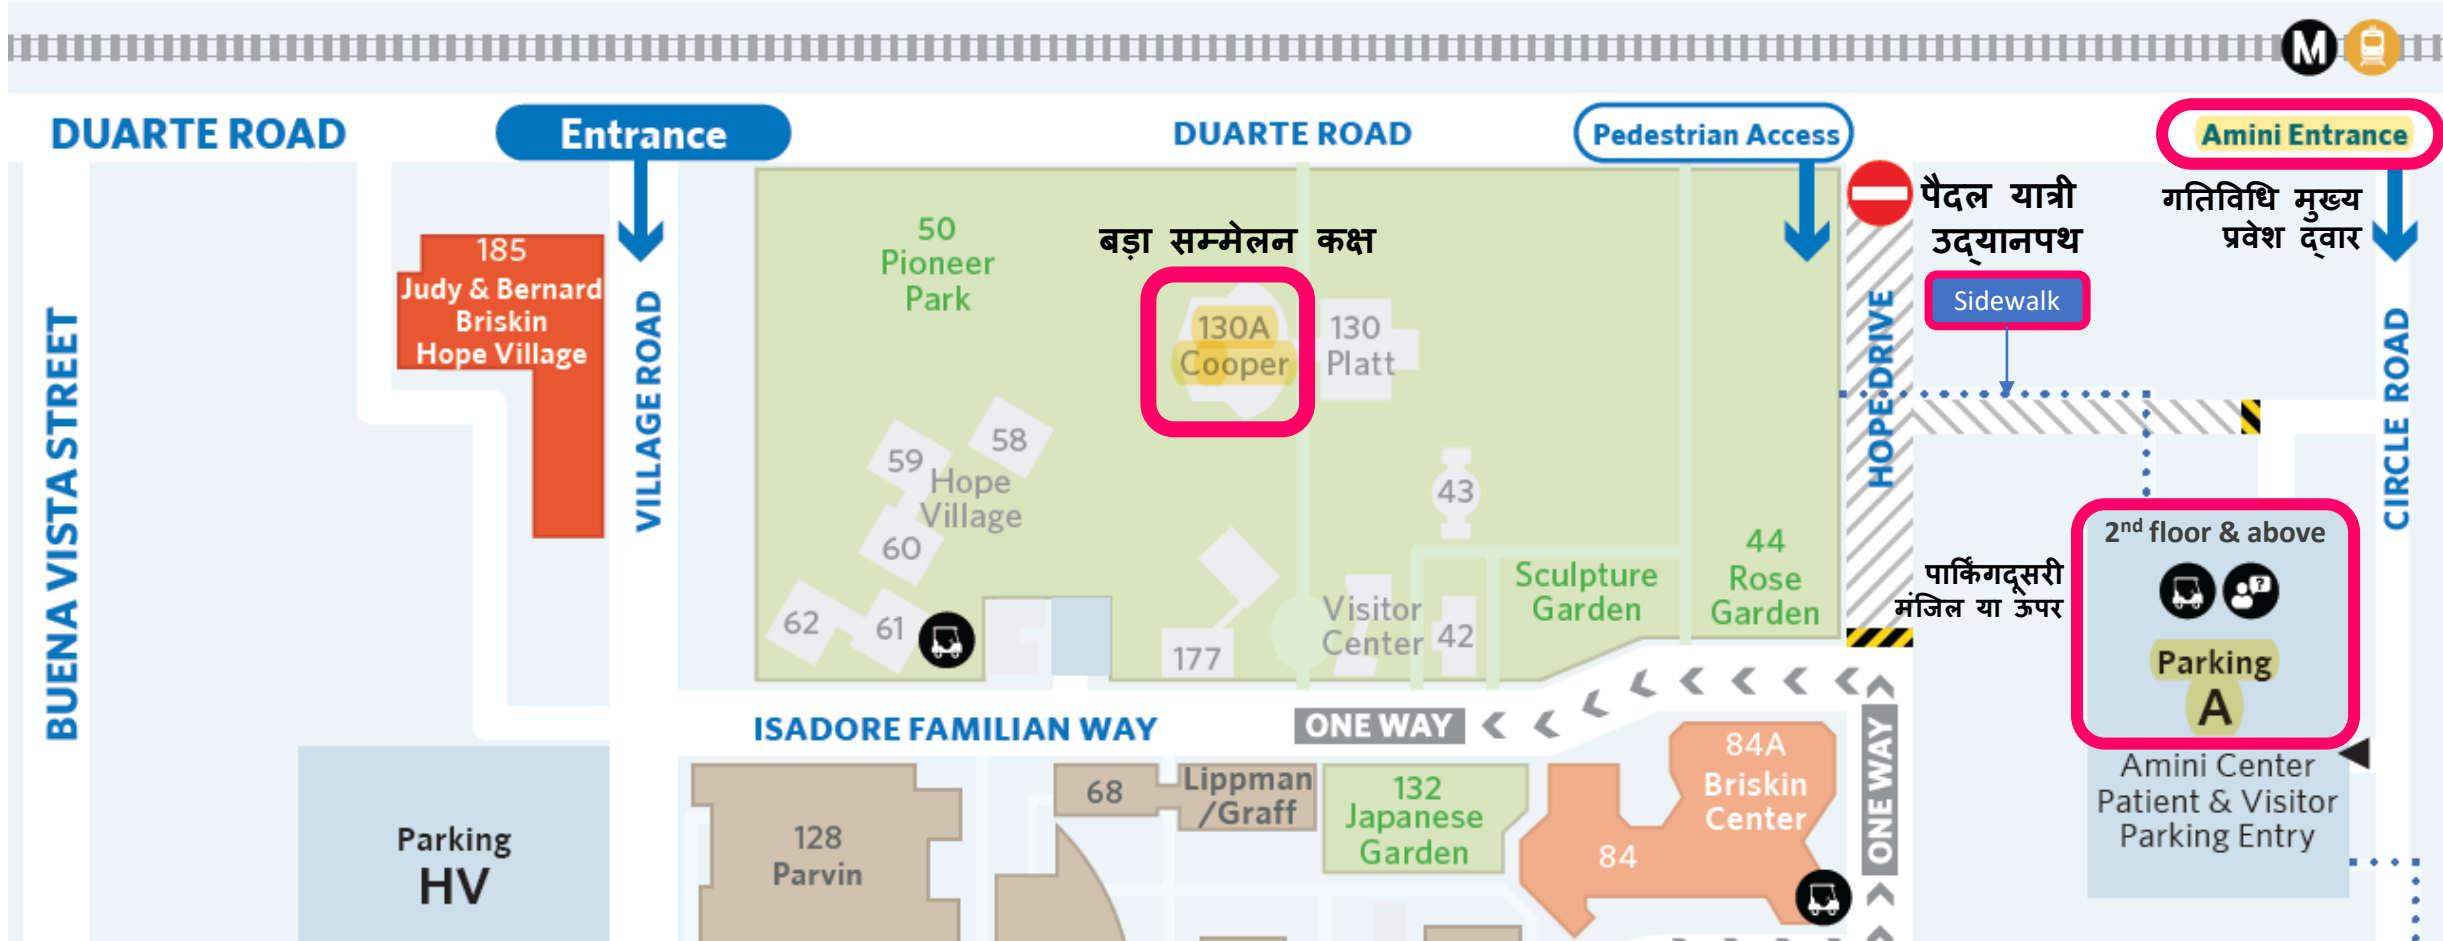 M
DUARTE ROAD
Entrance
DUARTE ROAD
Pedestrian Access
Amini Entrance
पैदल यात्री
उद्यानपथ
गतिविधि मुख्य
प्रवेश द्वार
50
Pioneer
Park
बड़ा सम्मेलन कक्ष
185
Judy & Bernard
Briskin
Hope Village
130A
Cooper
130
Platt
Sidewalk
BUENA VISTA STREET
VILLAGE ROAD
HOPE DRIVE
CIRCLE ROAD
58
59
Hope
Village
60
62
61
43
177
Visitor
Center
42
Sculpture
Garden
44
Rose
Garden
2nd floor & above
पार्किंगदूसरी
मंजिल या ऊपर
?
Parking
A
Amini Center
Patient & Visitor
Parking Entry
ISADORE FAMILIAN WAY
ONE WAY
ONE WAY
Parking
HV
128
Parvin
68
Lippman
/Graff
132
Japanese
Garden
84A
Briskin
Center
84